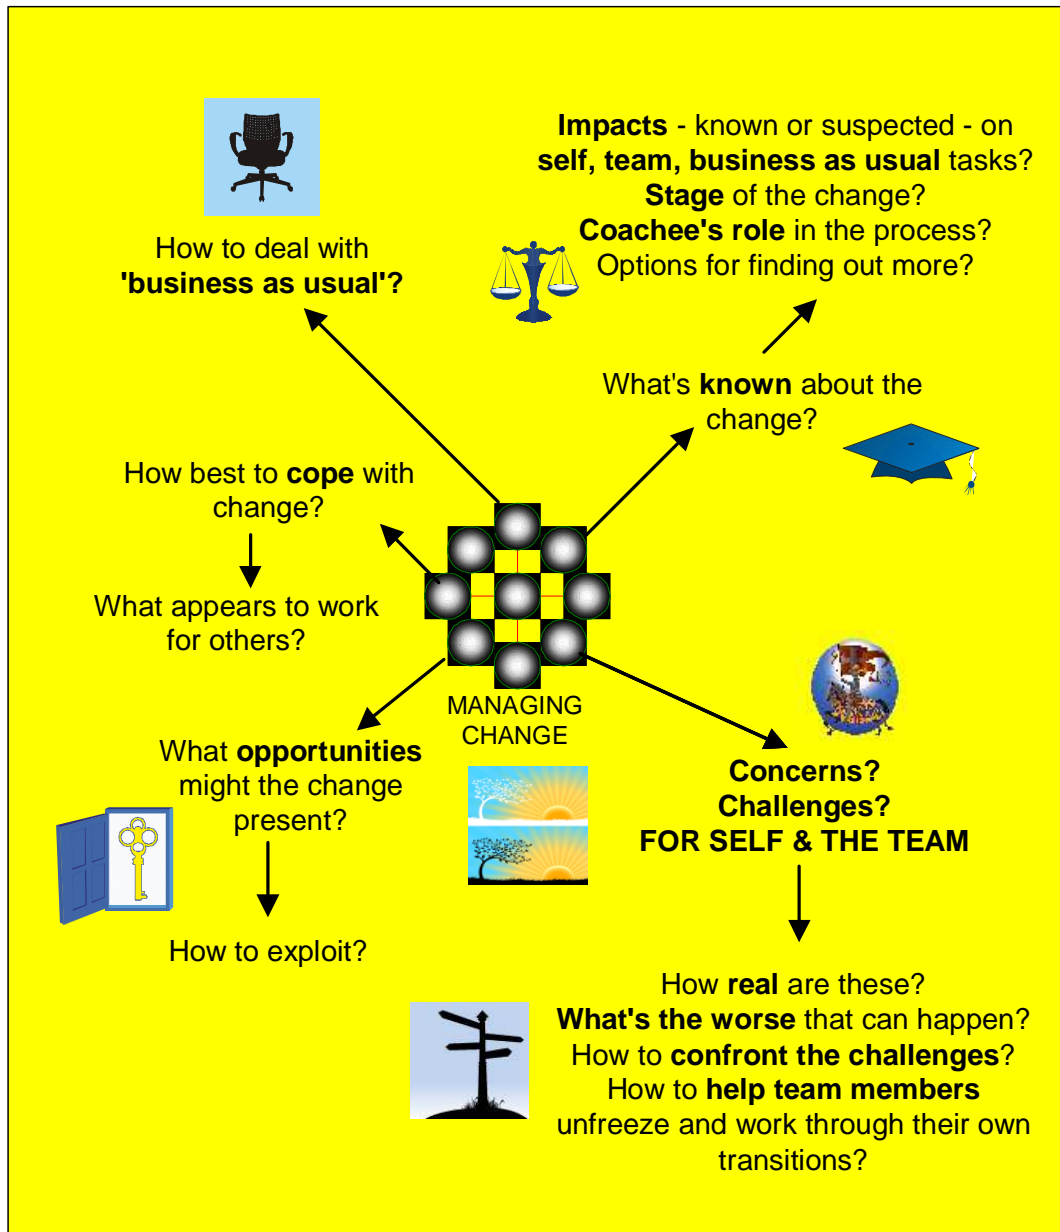 Impacts - known or suspected - on
self, team, business as usual tasks?
Stage of the change?
Coachee's role in the process?
Options for finding out more?
How to deal with
'business as usual'?
What's known about the
change?
How best to cope with
change?
What appears to work
for others?
MANAGING
CHANGE
What opportunities
might the change
present?
How to exploit?
Concerns?
Challenges?
FOR SELF & THE TEAM
How real are these?
What's the worse that can happen?
How to confront the challenges?
How to help team members
unfreeze and work through their own
transitions?